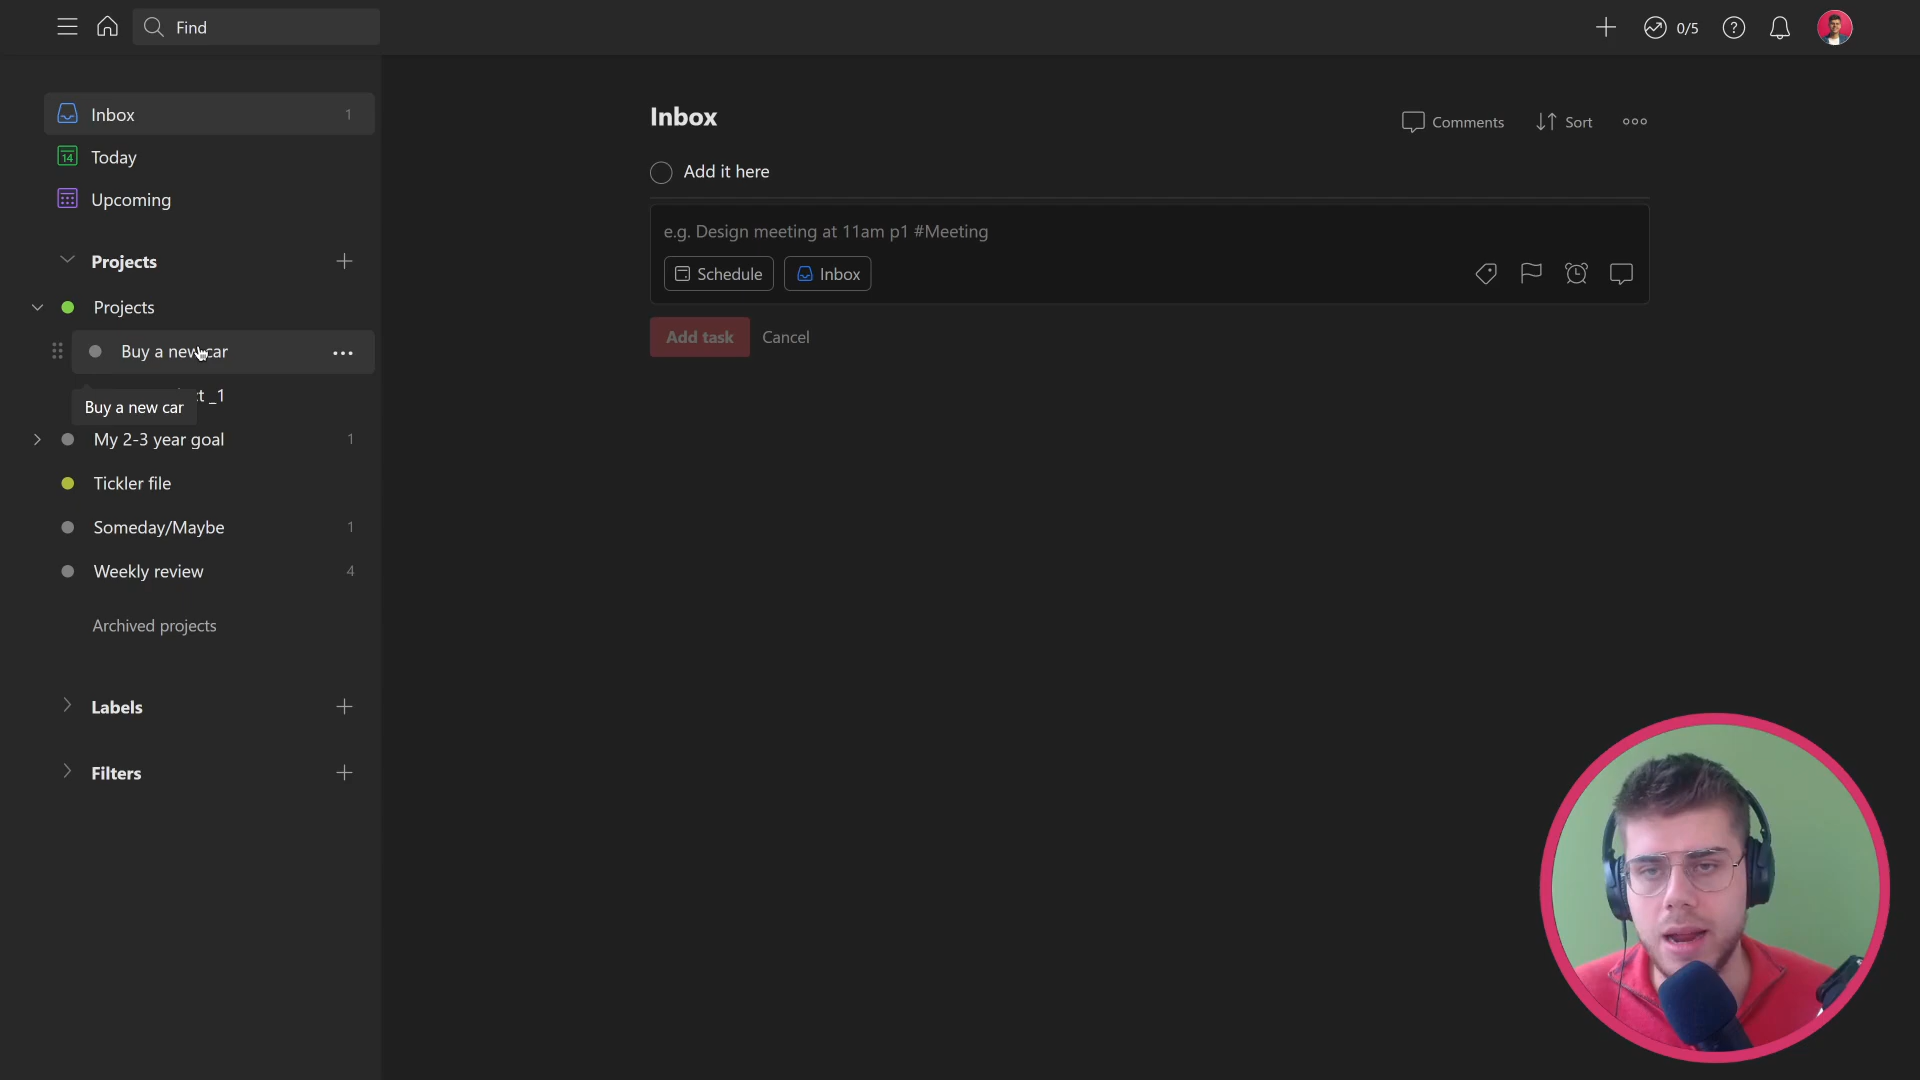 Find
0/5
Inbox 1
14 Today
Upcoming
Projects
Projects
Buy a new car
_1
Buy a new car
My 2-3 year goal 1
Tickler file
Someday/Maybe 1
Weekly review 4
Archived projects
Labels
Filters
Inbox
Comments Sort
Add it here
e.g. Design meeting at 11am p1 #Meeting
Schedule Inbox
Add task Cancel